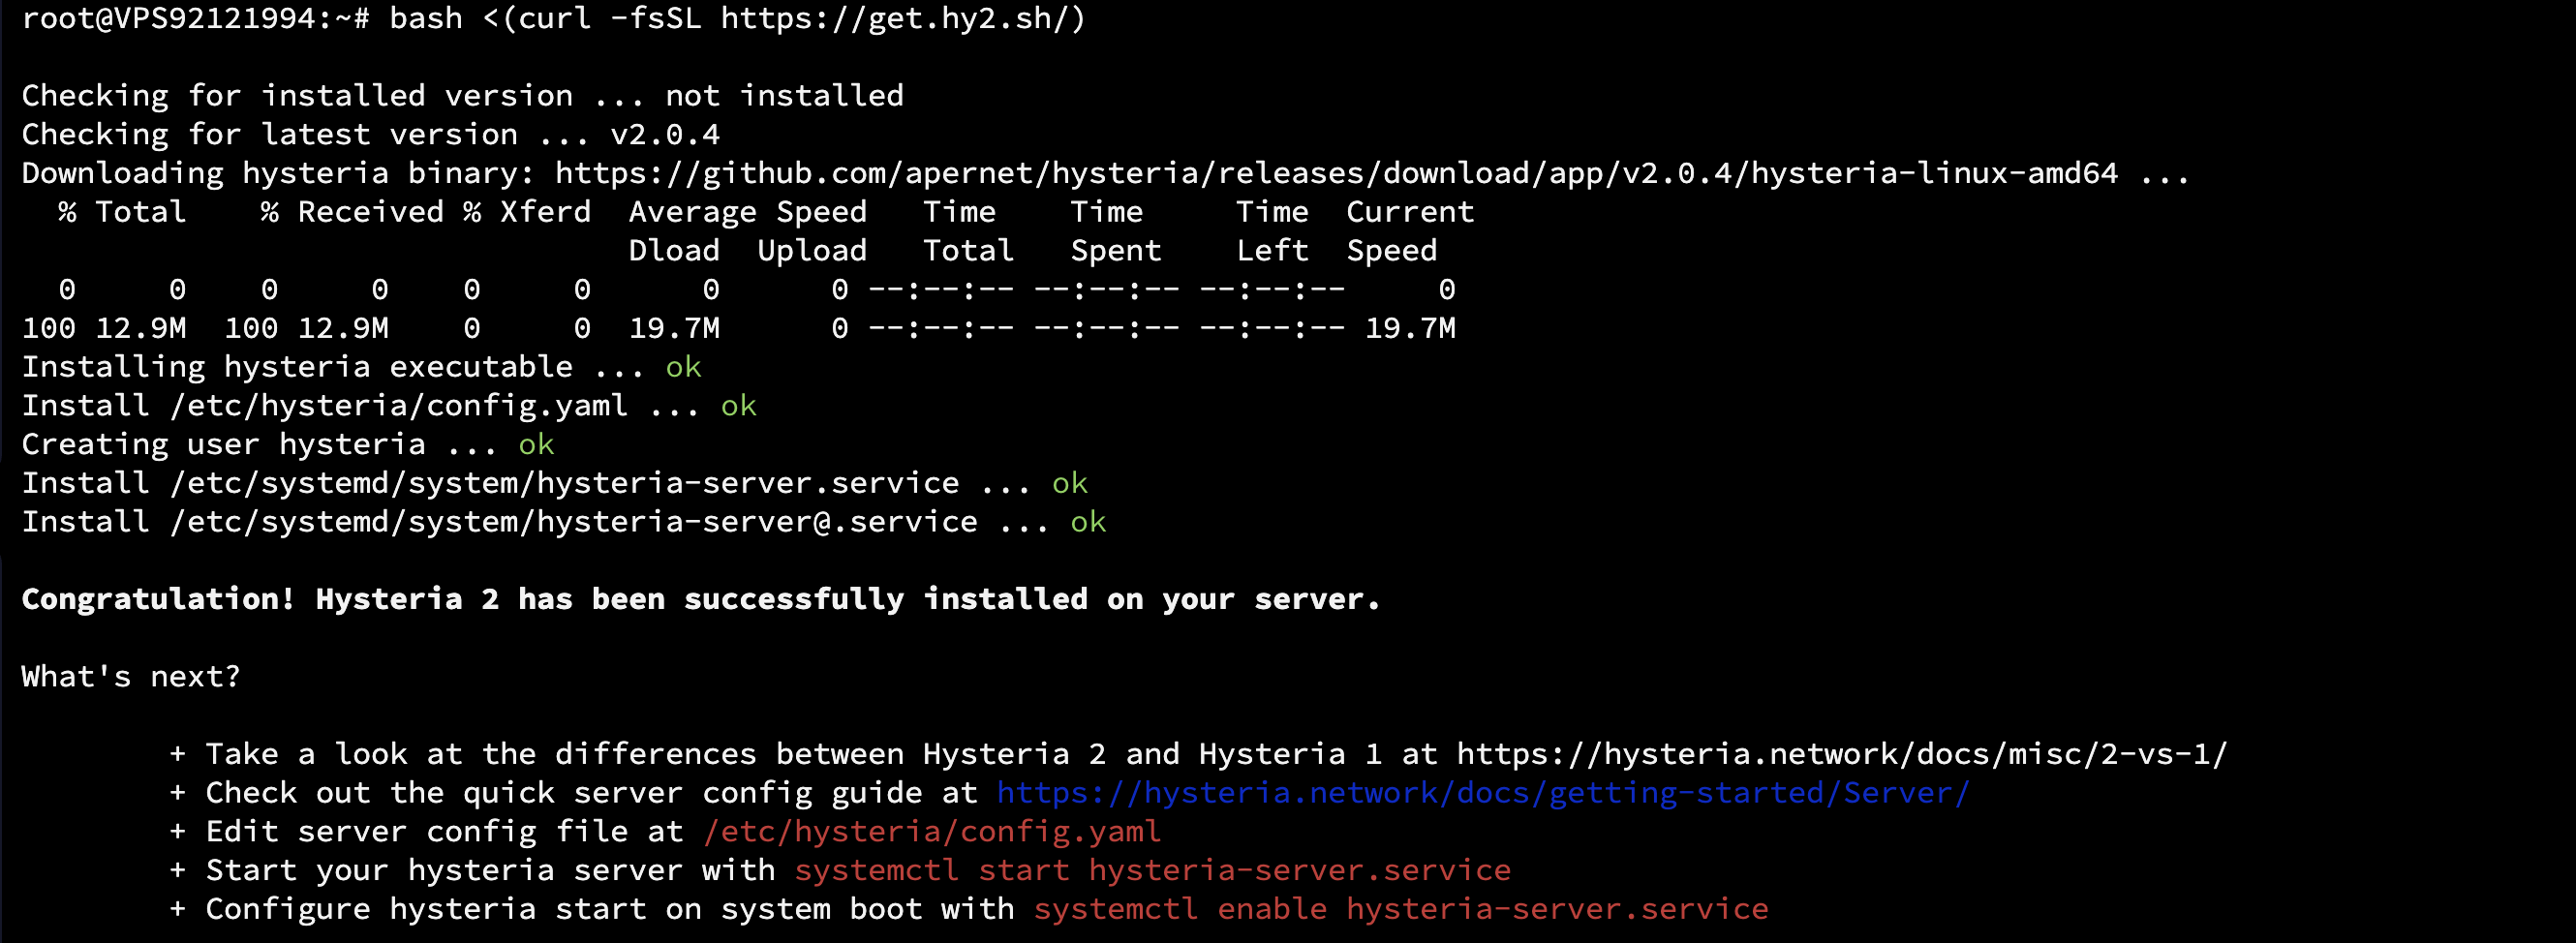 root@VPS92121994:~# bash <(curl -fsSL https://get.hy2.sh/)
Checking for installed version ... not installed
Checking for latest version ... v2.0.4
Downloading hysteria binary: https://github.com/apernet/hysteria/releases/download/app/v2.0.4/hysteria-linux-amd64 ...
  % Total    % Received % Xferd  Average Speed   Time    Time     Time  Current
                                 Dload  Upload   Total   Spent    Left  Speed
  0     0    0     0    0     0      0      0 --:--:-- --:--:-- --:--:--     0
100 12.9M  100 12.9M    0     0  19.7M      0 --:--:-- --:--:-- --:--:-- 19.7M
Installing hysteria executable ... ok
Install /etc/hysteria/config.yaml ... ok
Creating user hysteria ... ok
Install /etc/systemd/system/hysteria-server.service ... ok
Install /etc/systemd/system/hysteria-server@.service ... ok
Congratulation! Hysteria 2 has been successfully installed on your server.
What's next?
+ Take a look at the differences between Hysteria 2 and Hysteria 1 at https://hysteria.network/docs/misc/2-vs-1/
+ Check out the quick server config guide at https://hysteria.network/docs/getting-started/Server/
+ Edit server config file at /etc/hysteria/config.yaml
+ Start your hysteria server with systemctl start hysteria-server.service
+ Configure hysteria start on system boot with systemctl enable hysteria-server.service